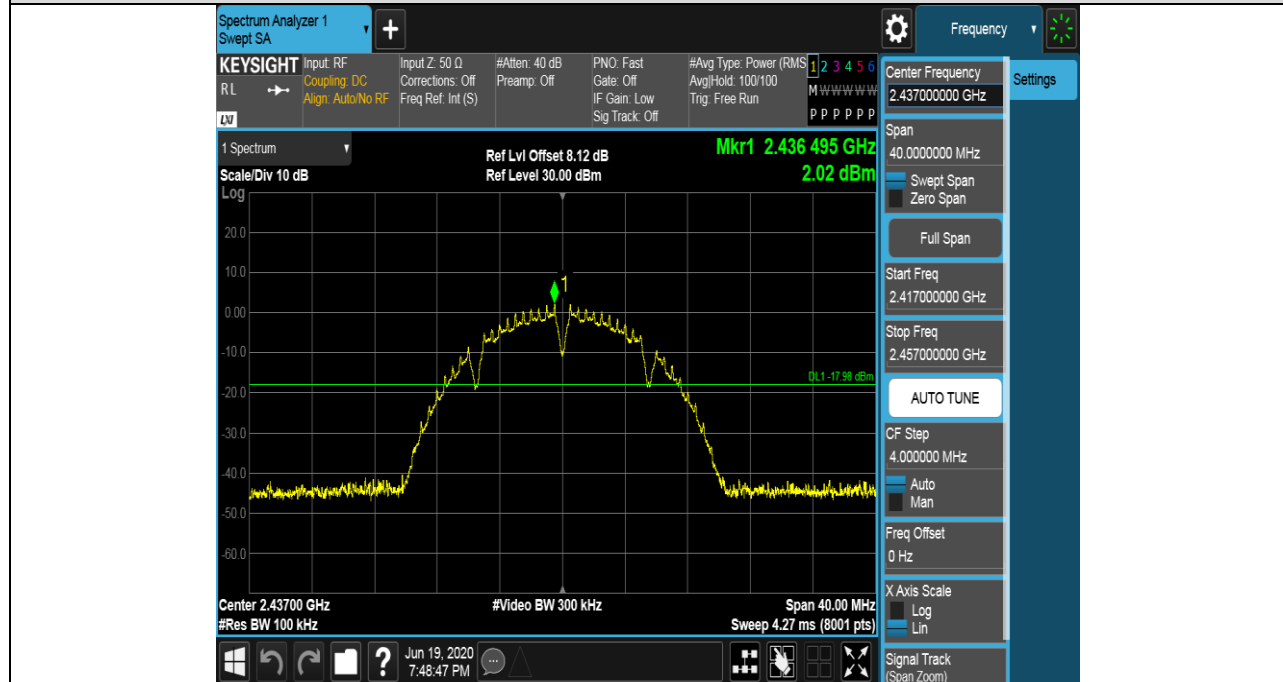 Spectrum Analyzer 1
Swept SA
+
Frequency
KEYSIGHT
RL
LXI
Input: RF
Coupling: DC
Align: Auto/No RF
Input Z: 50 Ω
Corrections: Off
Freq Ref: Int (S)
#Atten: 40 dB
Preamp: Off
PNO: Fast
Gate: Off
IF Gain: Low
Sig Track: Off
#Avg Type: Power (RMS
Avg|Hold: 100/100
Trig: Free Run
1 2 3 4 5 6
M W W W W W
P P P P P P
1 Spectrum
Scale/Div 10 dB
Ref Lvl Offset 8.12 dB
Ref Level 30.00 dBm
Mkr1 2.436 495 GHz
2.02 dBm
Log
20.0
10.0
0.00
-10.0
-20.0
-30.0
-40.0
-50.0
-60.0
1
DL1 -17.98 dBm
Center 2.43700 GHz
#Res BW 100 kHz
#Video BW 300 kHz
Span 40.00 MHz
Sweep 4.27 ms (8001 pts)
?
Jun 19, 2020
7:48:47 PM
Center Frequency
2.437000000 GHz
Settings
Span
40.0000000 MHz
Swept Span
Zero Span
Full Span
Start Freq
2.417000000 GHz
Stop Freq
2.457000000 GHz
AUTO TUNE
CF Step
4.000000 MHz
Auto
Man
Freq Offset
0 Hz
X Axis Scale
Log
Lin
Signal Track
(Span Zoom)